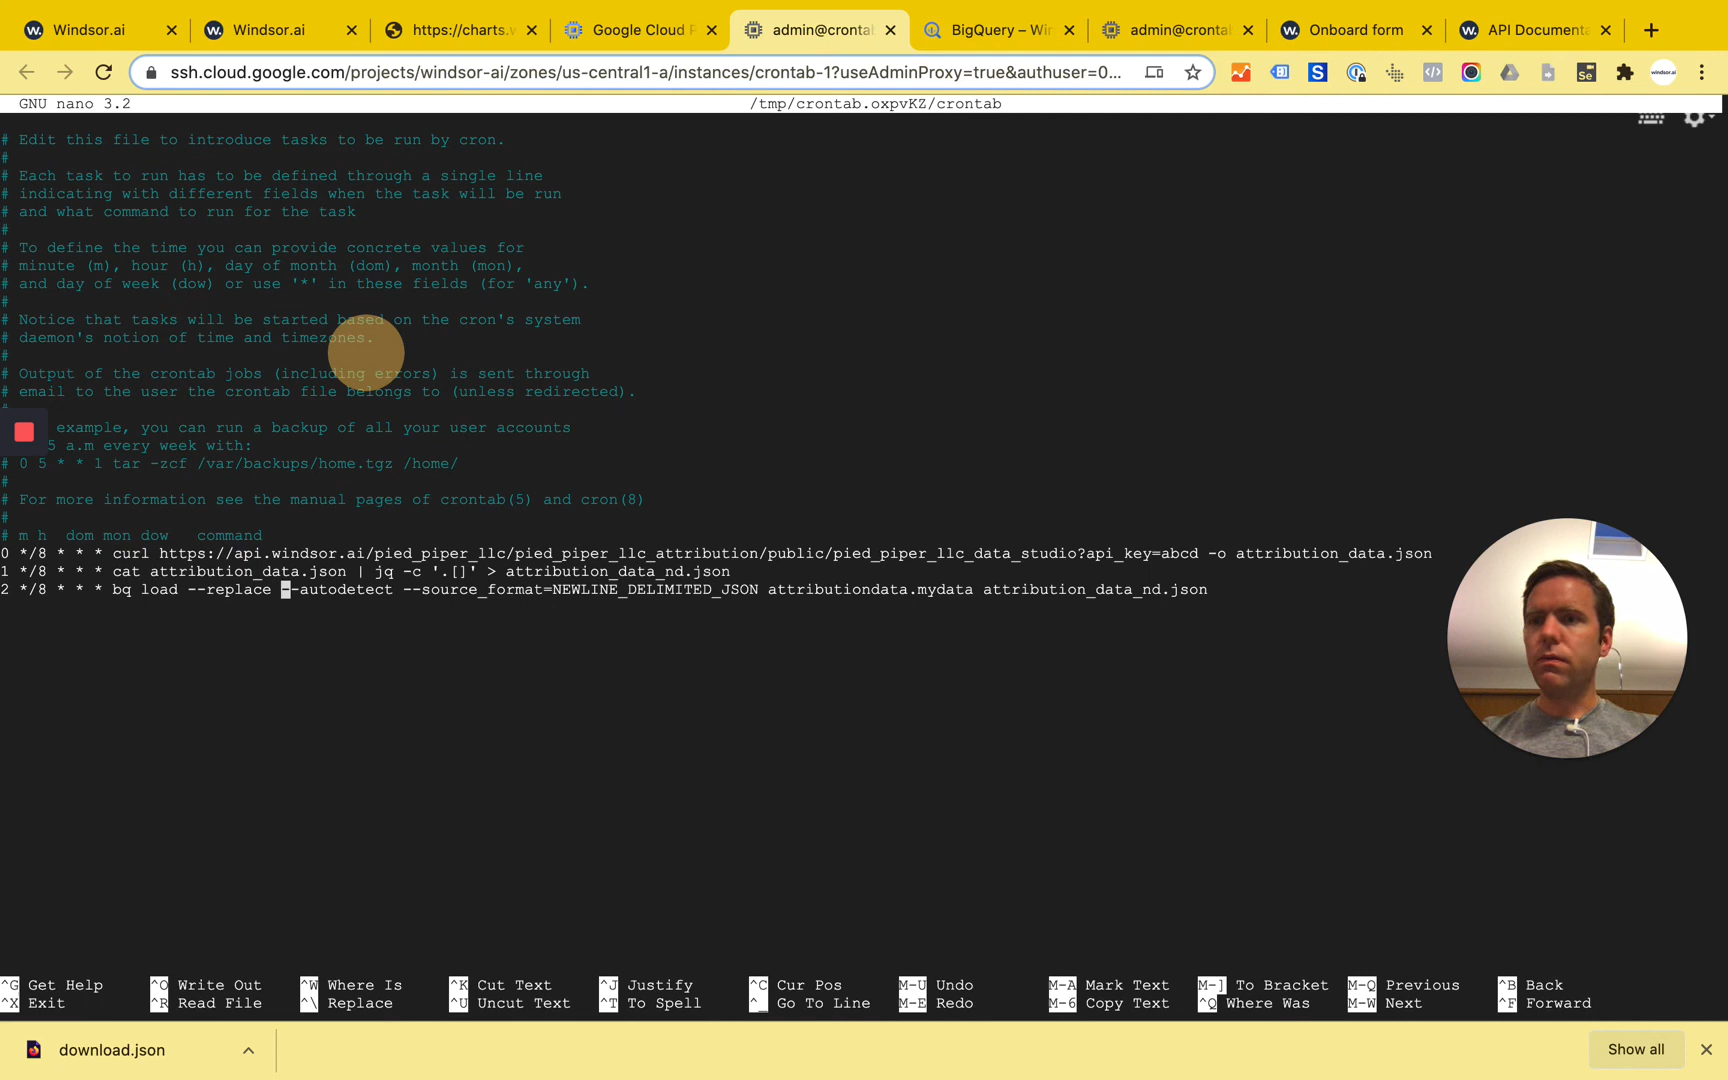 Windsor.ai
Windsor.ai
https://charts.w
Google Cloud P
admin@cronta
BigQuery – Win
admin@cronta
Onboard form
API Documenta
ssh.cloud.google.com/projects/windsor-ai/zones/us-central1-a/instances/crontab-1?useAdminProxy=true&authuser=0...
GNU nano 3.2
/tmp/crontab.oxpvKZ/crontab
# Edit this file to introduce tasks to be run by cron.
#
# Each task to run has to be defined through a single line
# indicating with different fields when the task will be run
# and what command to run for the task
#
# To define the time you can provide concrete values for
# minute (m), hour (h), day of month (dom), month (mon),
# and day of week (dow) or use '*' in these fields (for 'any').
#
# Notice that tasks will be started based on the cron's system
# daemon's notion of time and timezones.
#
# Output of the crontab jobs (including errors) is sent through
# email to the user the crontab file belongs to (unless redirected).
#
example, you can run a backup of all your user accounts
5 a.m every week with:
# 0 5 * * 1 tar -zcf /var/backups/home.tgz /home/
#
# For more information see the manual pages of crontab(5) and cron(8)
#
# m h  dom mon dow   command
0 */8 * * * curl https://api.windsor.ai/pied_piper_llc/pied_piper_llc_attribution/public/pied_piper_llc_data_studio?api_key=abcd -o attribution_data.json
1 */8 * * * cat attribution_data.json | jq -c '.[]' > attribution_data_nd.json
2 */8 * * * bq load --replace --autodetect --source_format=NEWLINE_DELIMITED_JSON attributiondata.mydata attribution_data_nd.json
^G Get Help ^O Write Out ^W Where Is ^K Cut Text ^J Justify ^C Cur Pos M-U Undo M-A Mark Text M-] To Bracket M-Q Previous ^B Back
^X Exit ^R Read File ^\ Replace ^U Uncut Text ^T To Spell ^_ Go To Line M-E Redo M-6 Copy Text ^Q Where Was M-W Next ^F Forward
download.json
Show all